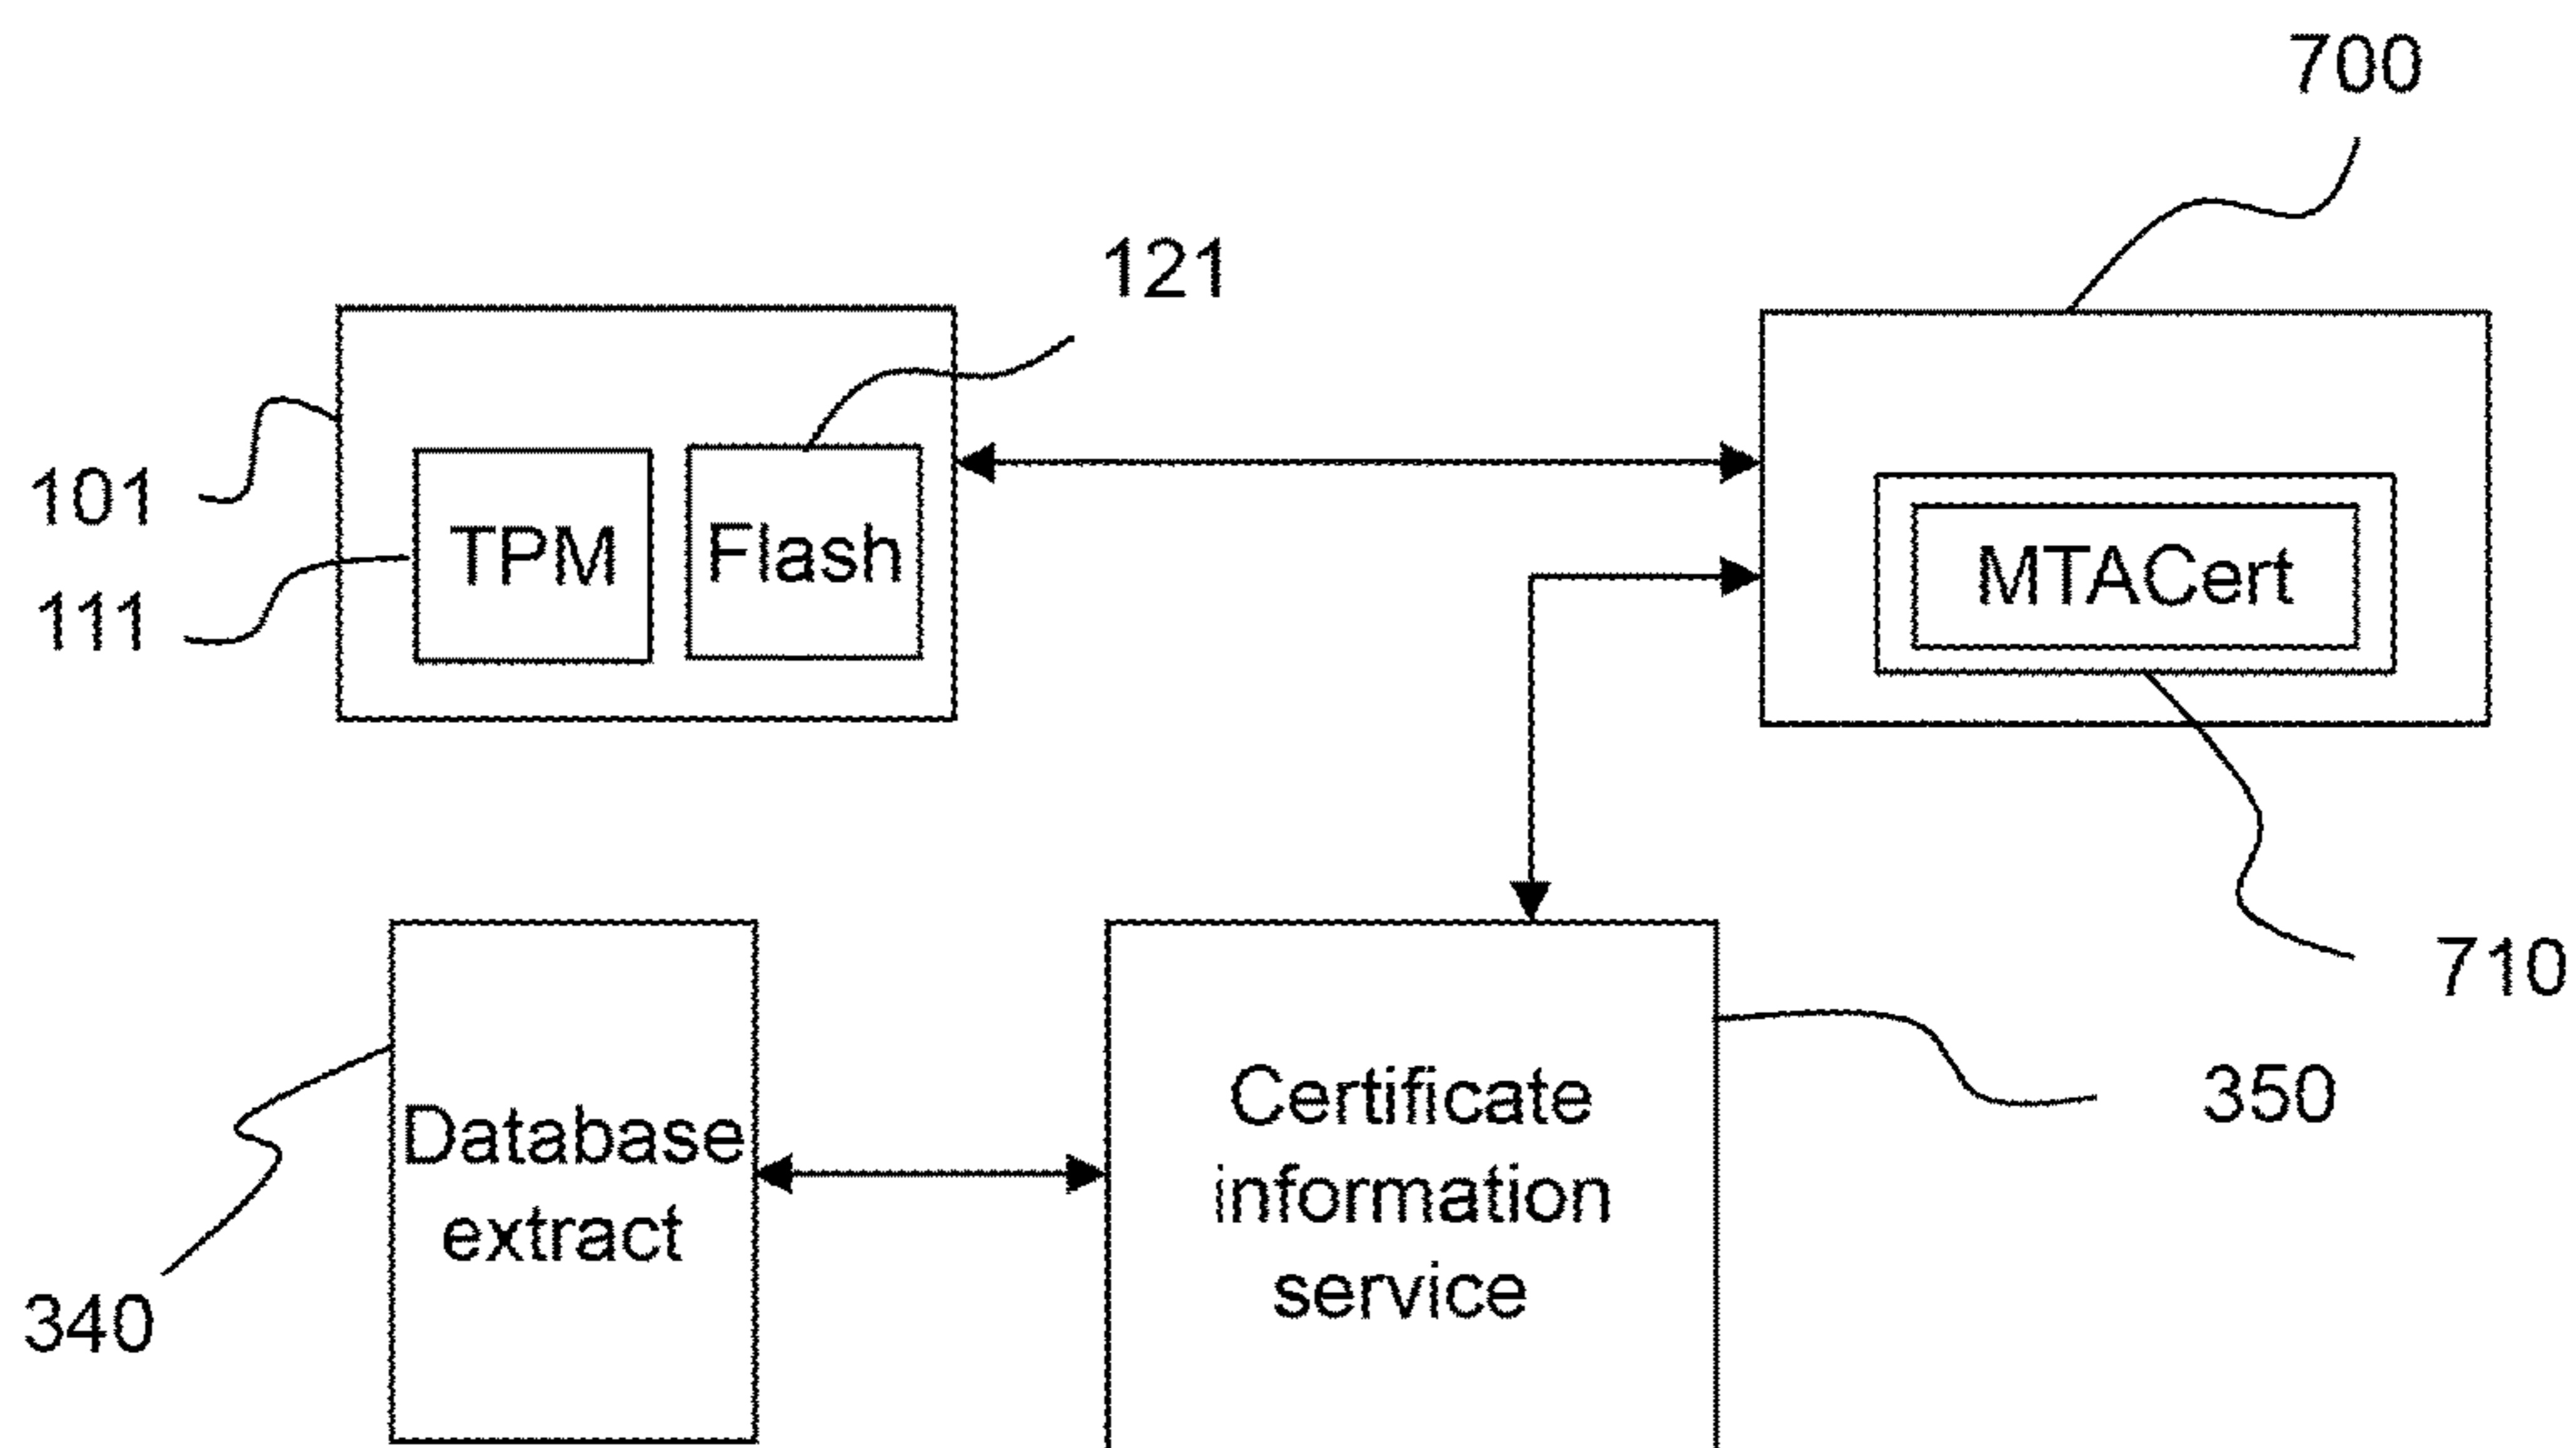 700
121
101
TPM
Flash
MTACert
111
710
350
Database
extract
Certificate
information
service
340